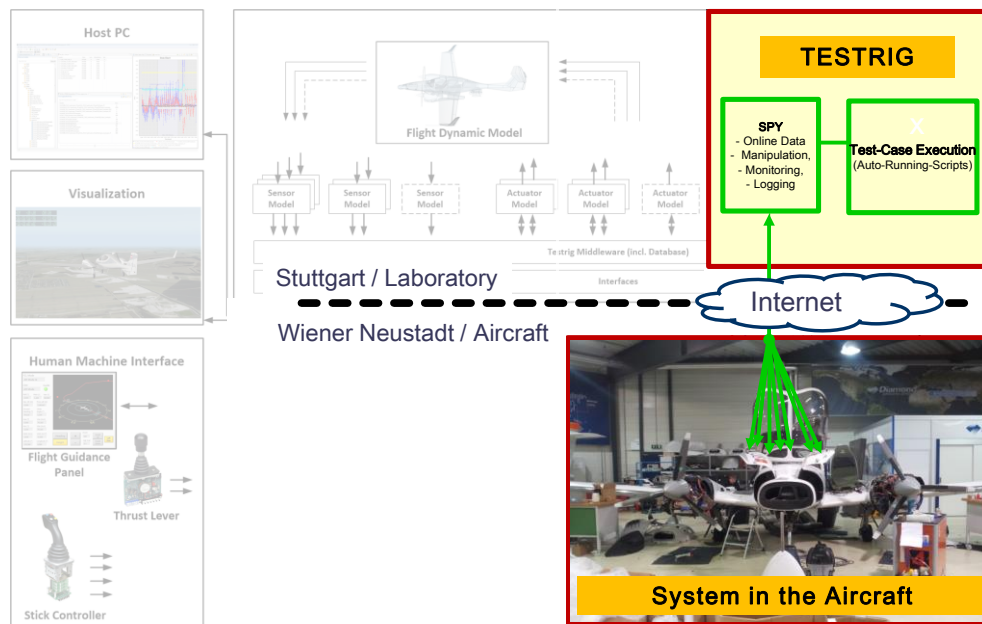 Host PC
Visualization
Human Machine Interface
Flight Guidance
Panel
Thrust Lever
Stick Controller
Flight Dynamic Model
Sensor
Model
Sensor
Model
Sensor
Model
Actuator
Model
Actuator
Model
Actuator
Model
Testrig Middleware (Incl. Database)
Interfaces
Stuttgart / Laboratory
Wiener Neustadt / Aircraft
TESTRIG
SPY
- Online Data
- Manipulation,
- Monitoring,
- Logging
X
Test-Case Execution
(Auto-Running-Scripts)
Internet
Diamond
System in the Aircraft